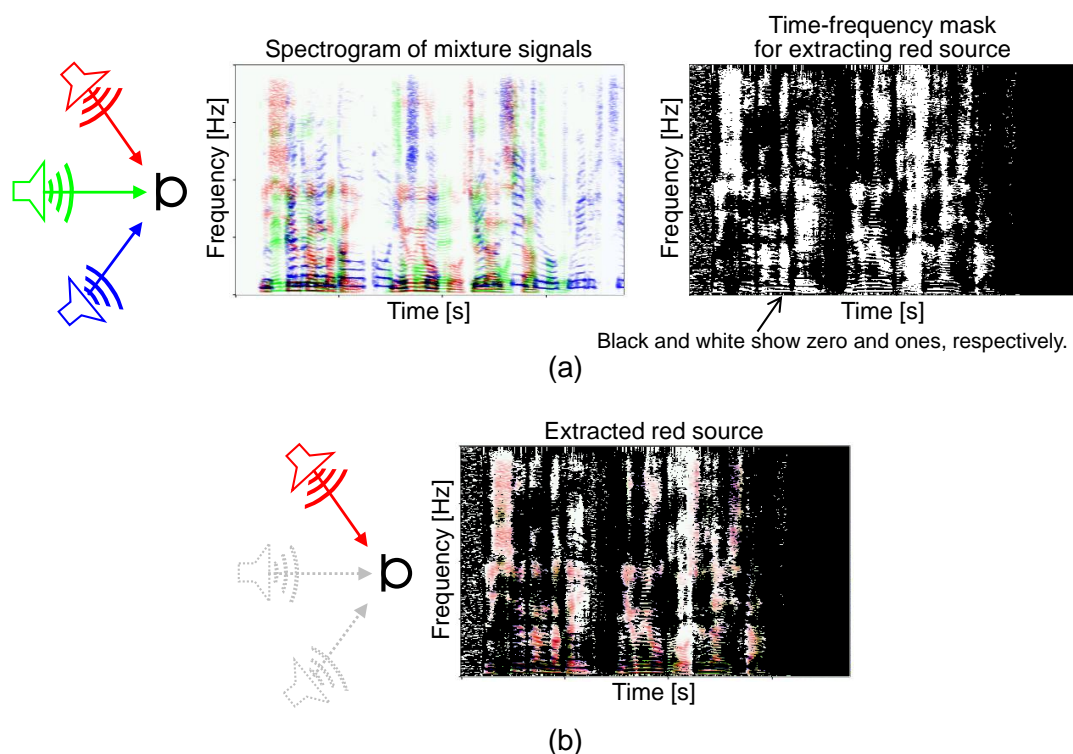 Spectrogram of mixture signals
Time-frequency mask
for extracting red source
Frequency [Hz]
Frequency [Hz]
Time [s]
Time [s]
Black and white show zero and ones, respectively.
(a)
Extracted red source
Frequency [Hz]
Time [s]
(b)